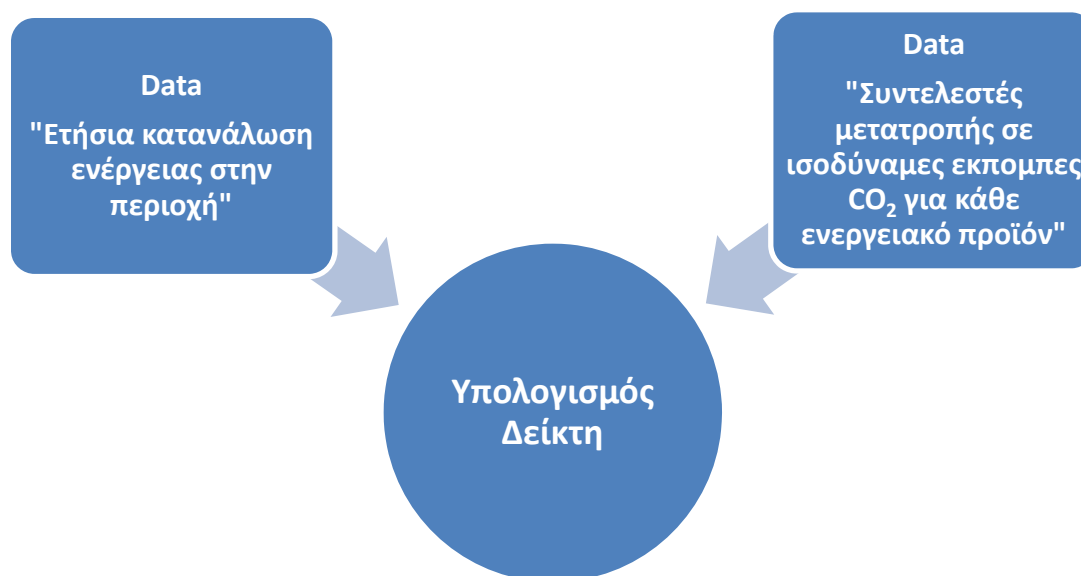 Data
"Ετήσια κατανάλωση
ενέργειας στην
περιοχή"
Data
"Συντελεστές
μετατροπής σε
ισοδύναμες εκπομπες
CO₂ για κάθε
ενεργειακό προϊόν"
Υπολογισμός
Δείκτη